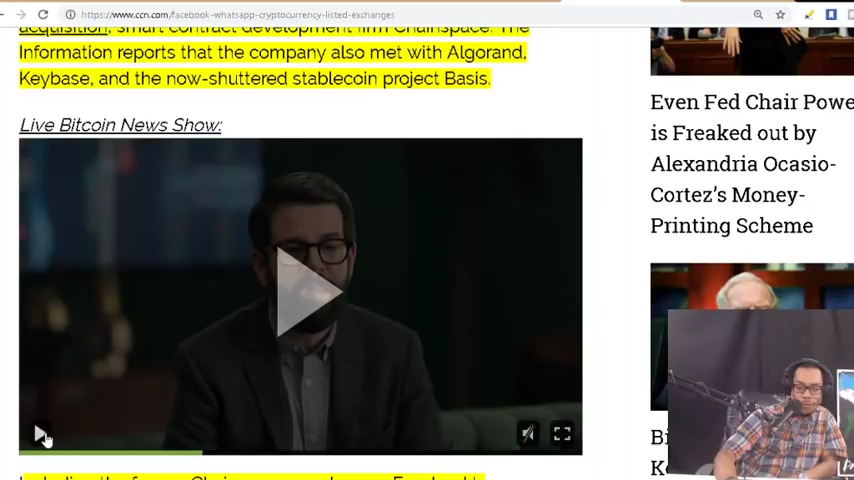 https://www.ccn.com/facebook-whatsapp-cryptocurrency-listed-exchanges
acquisition, smart contract development firm Chainspace. The
Information reports that the company also met with Algorand,
Keybase, and the now-shuttered stablecoin project Basis.
Live Bitcoin News Show:
Even Fed Chair Powe
is Freaked out by
Alexandria Ocasio-
Cortez's Money-
Printing Scheme